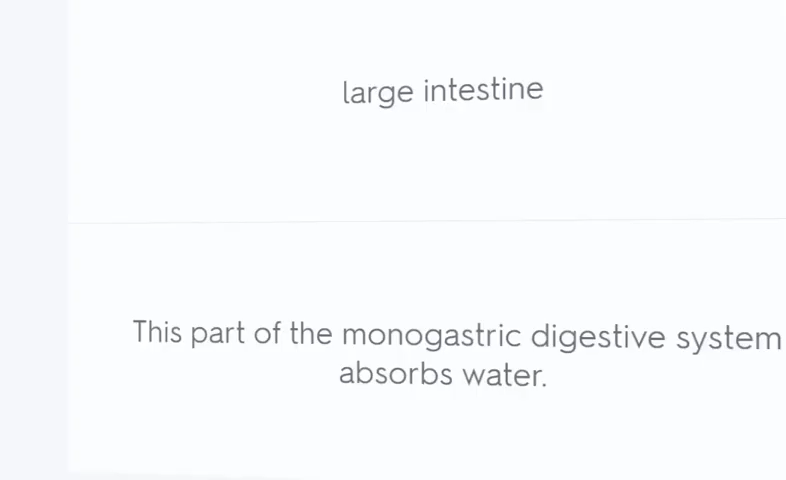 large intestine
This part of the monogastric digestive system
absorbs water.